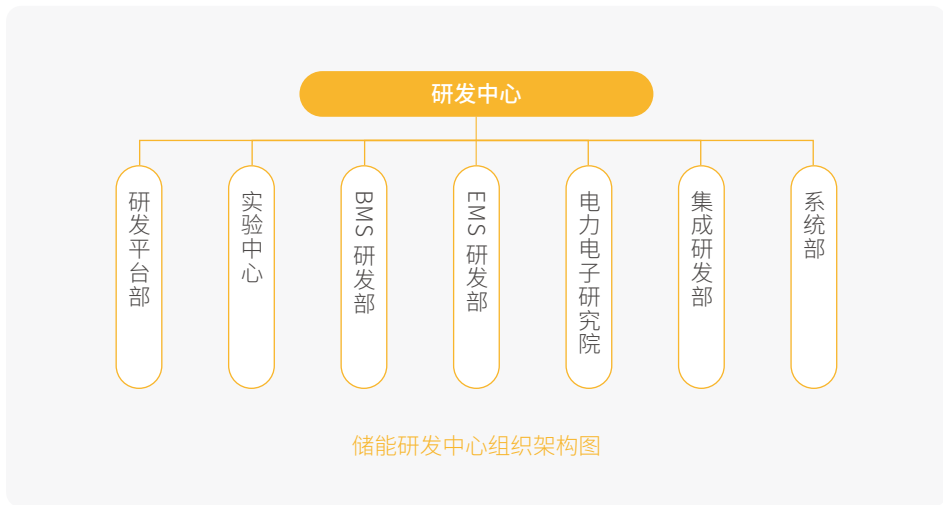 研发中心
研发平台部
实验中心
BMS 研发部
EMS 研发部
电力电子研究院
集成研发部
系统部
储能研发中心组织架构图